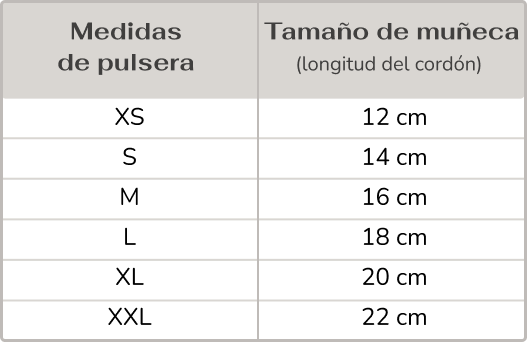 Medidas
de pulsera
Tamaño de muñeca
(longitud del cordón)
XS 12 cm
S 14 cm
M 16 cm
L 18 cm
XL 20 cm
XXL 22 cm